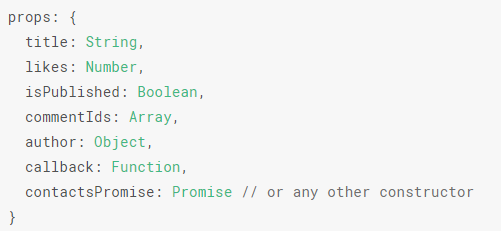 props: {
  title: String,
  likes: Number,
  isPublished: Boolean,
  commentIds: Array,
  author: Object,
  callback: Function,
  contactsPromise: Promise // or any other constructor
}